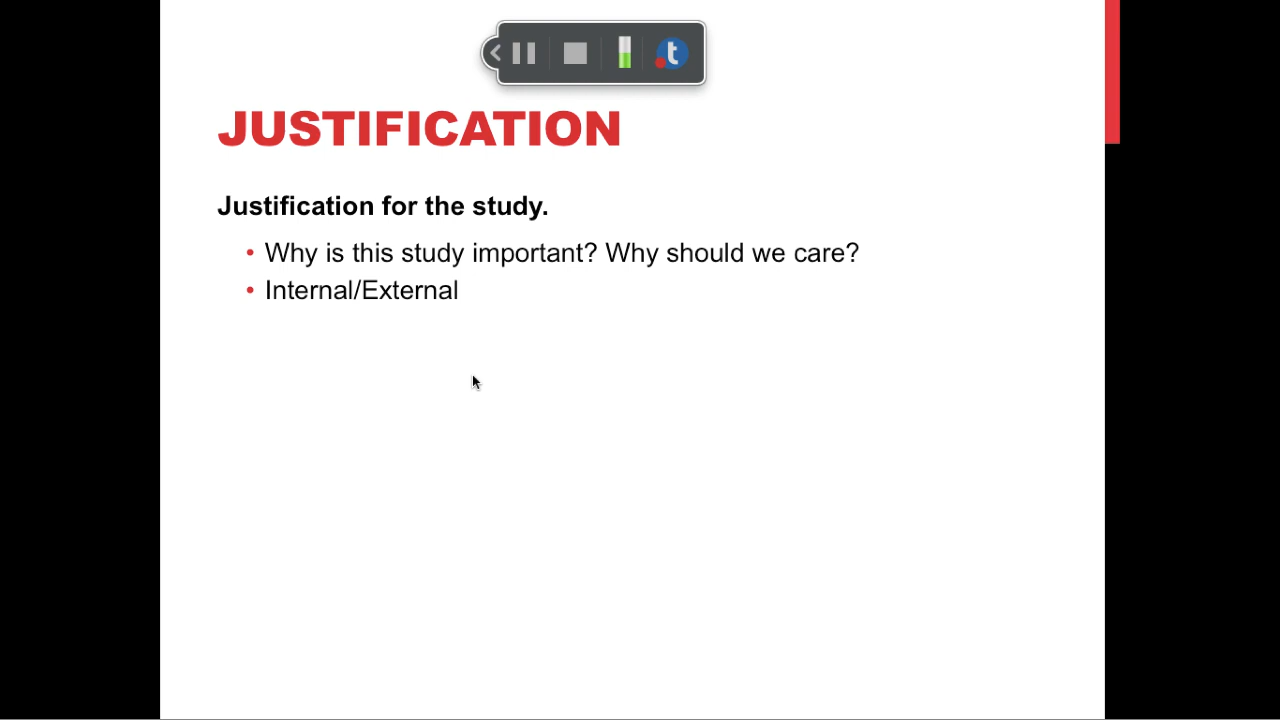 t
JUSTIFICATION
Justification for the study.
• Why is this study important? Why should we care?
• Internal/External